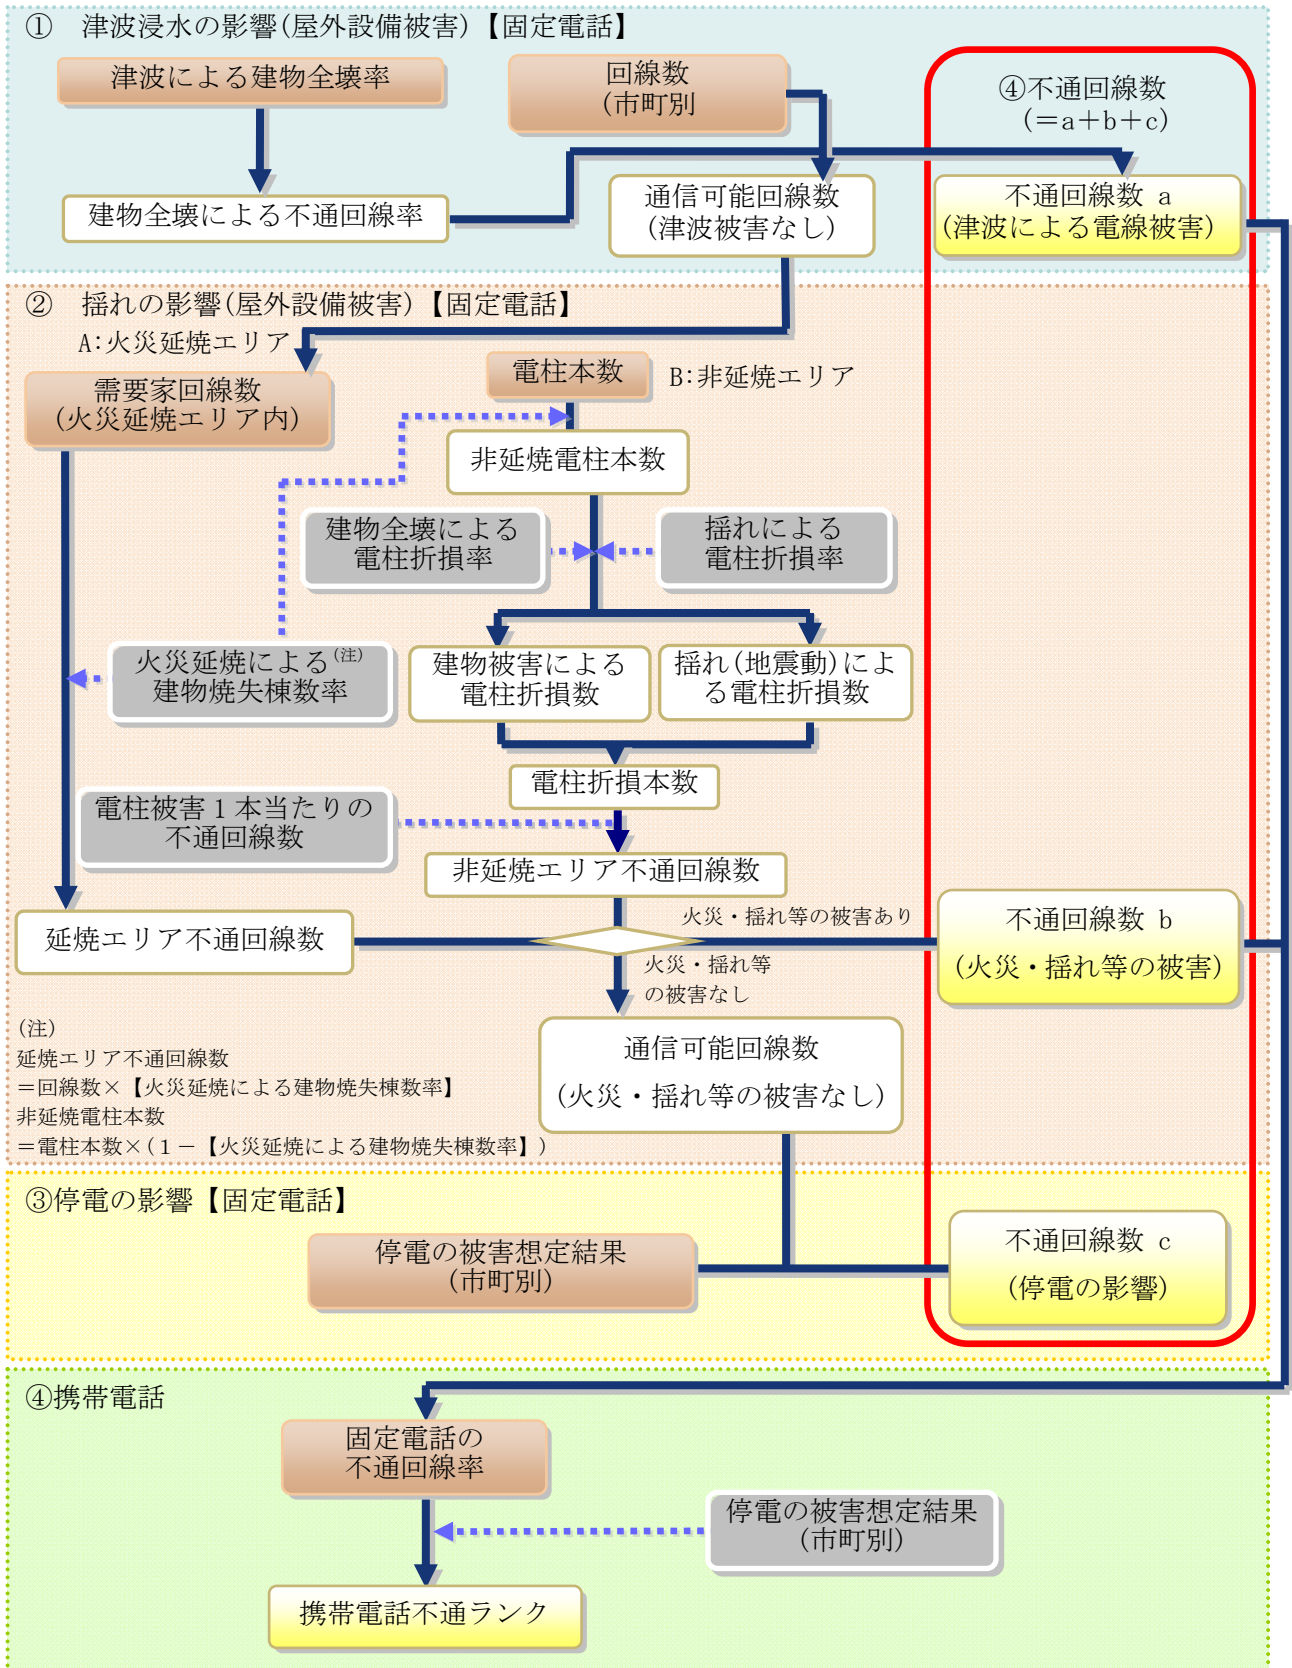 ① 津波浸水の影響(屋外設備被害)【固定電話】
津波による建物全壊率
回線数
(市町別
④不通回線数
(＝a＋b＋c)
建物全壊による不通回線率
通信可能回線数
(津波被害なし)
不通回線数 a
(津波による電線被害)
② 揺れの影響(屋外設備被害)【固定電話】
A:火災延焼エリア
需要家回線数
(火災延焼エリア内)
電柱本数
B:非延焼エリア
非延焼電柱本数
建物全壊による
電柱折損率
揺れによる
電柱折損率
火災延焼による(注)
建物焼失棟数率
建物被害による
電柱折損数
揺れ(地震動)によ
る電柱折損数
電柱折損本数
電柱被害１本当たりの
不通回線数
非延焼エリア不通回線数
火災・揺れ等の被害あり
延焼エリア不通回線数
不通回線数 b
(火災・揺れ等の被害)
火災・揺れ等
の被害なし
通信可能回線数
(火災・揺れ等の被害なし)
(注)
延焼エリア不通回線数
＝回線数×【火災延焼による建物焼失棟数率】
非延焼電柱本数
＝電柱本数×(１－【火災延焼による建物焼失棟数率】)
③停電の影響【固定電話】
停電の被害想定結果
(市町別)
不通回線数 c
(停電の影響)
④携帯電話
固定電話の
不通回線率
停電の被害想定結果
(市町別)
携帯電話不通ランク